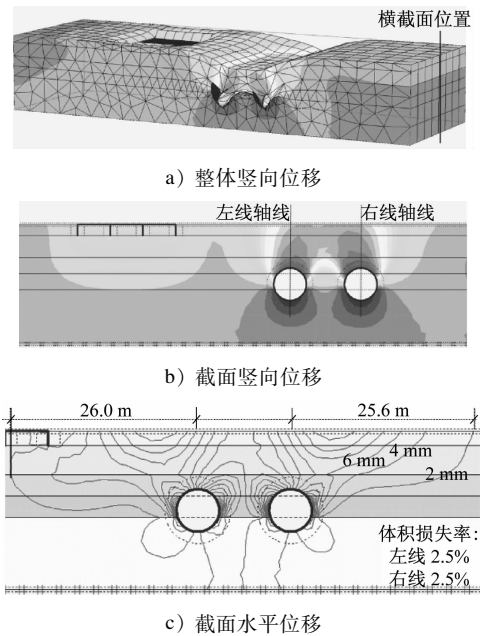 横截面位置
a）整体竖向位移
左线轴线 右线轴线
b）截面竖向位移
26.0 m 25.6 m
4 mm
6 mm
2 mm
体积损失率：
左线 2.5%
右线 2.5%
c）截面水平位移